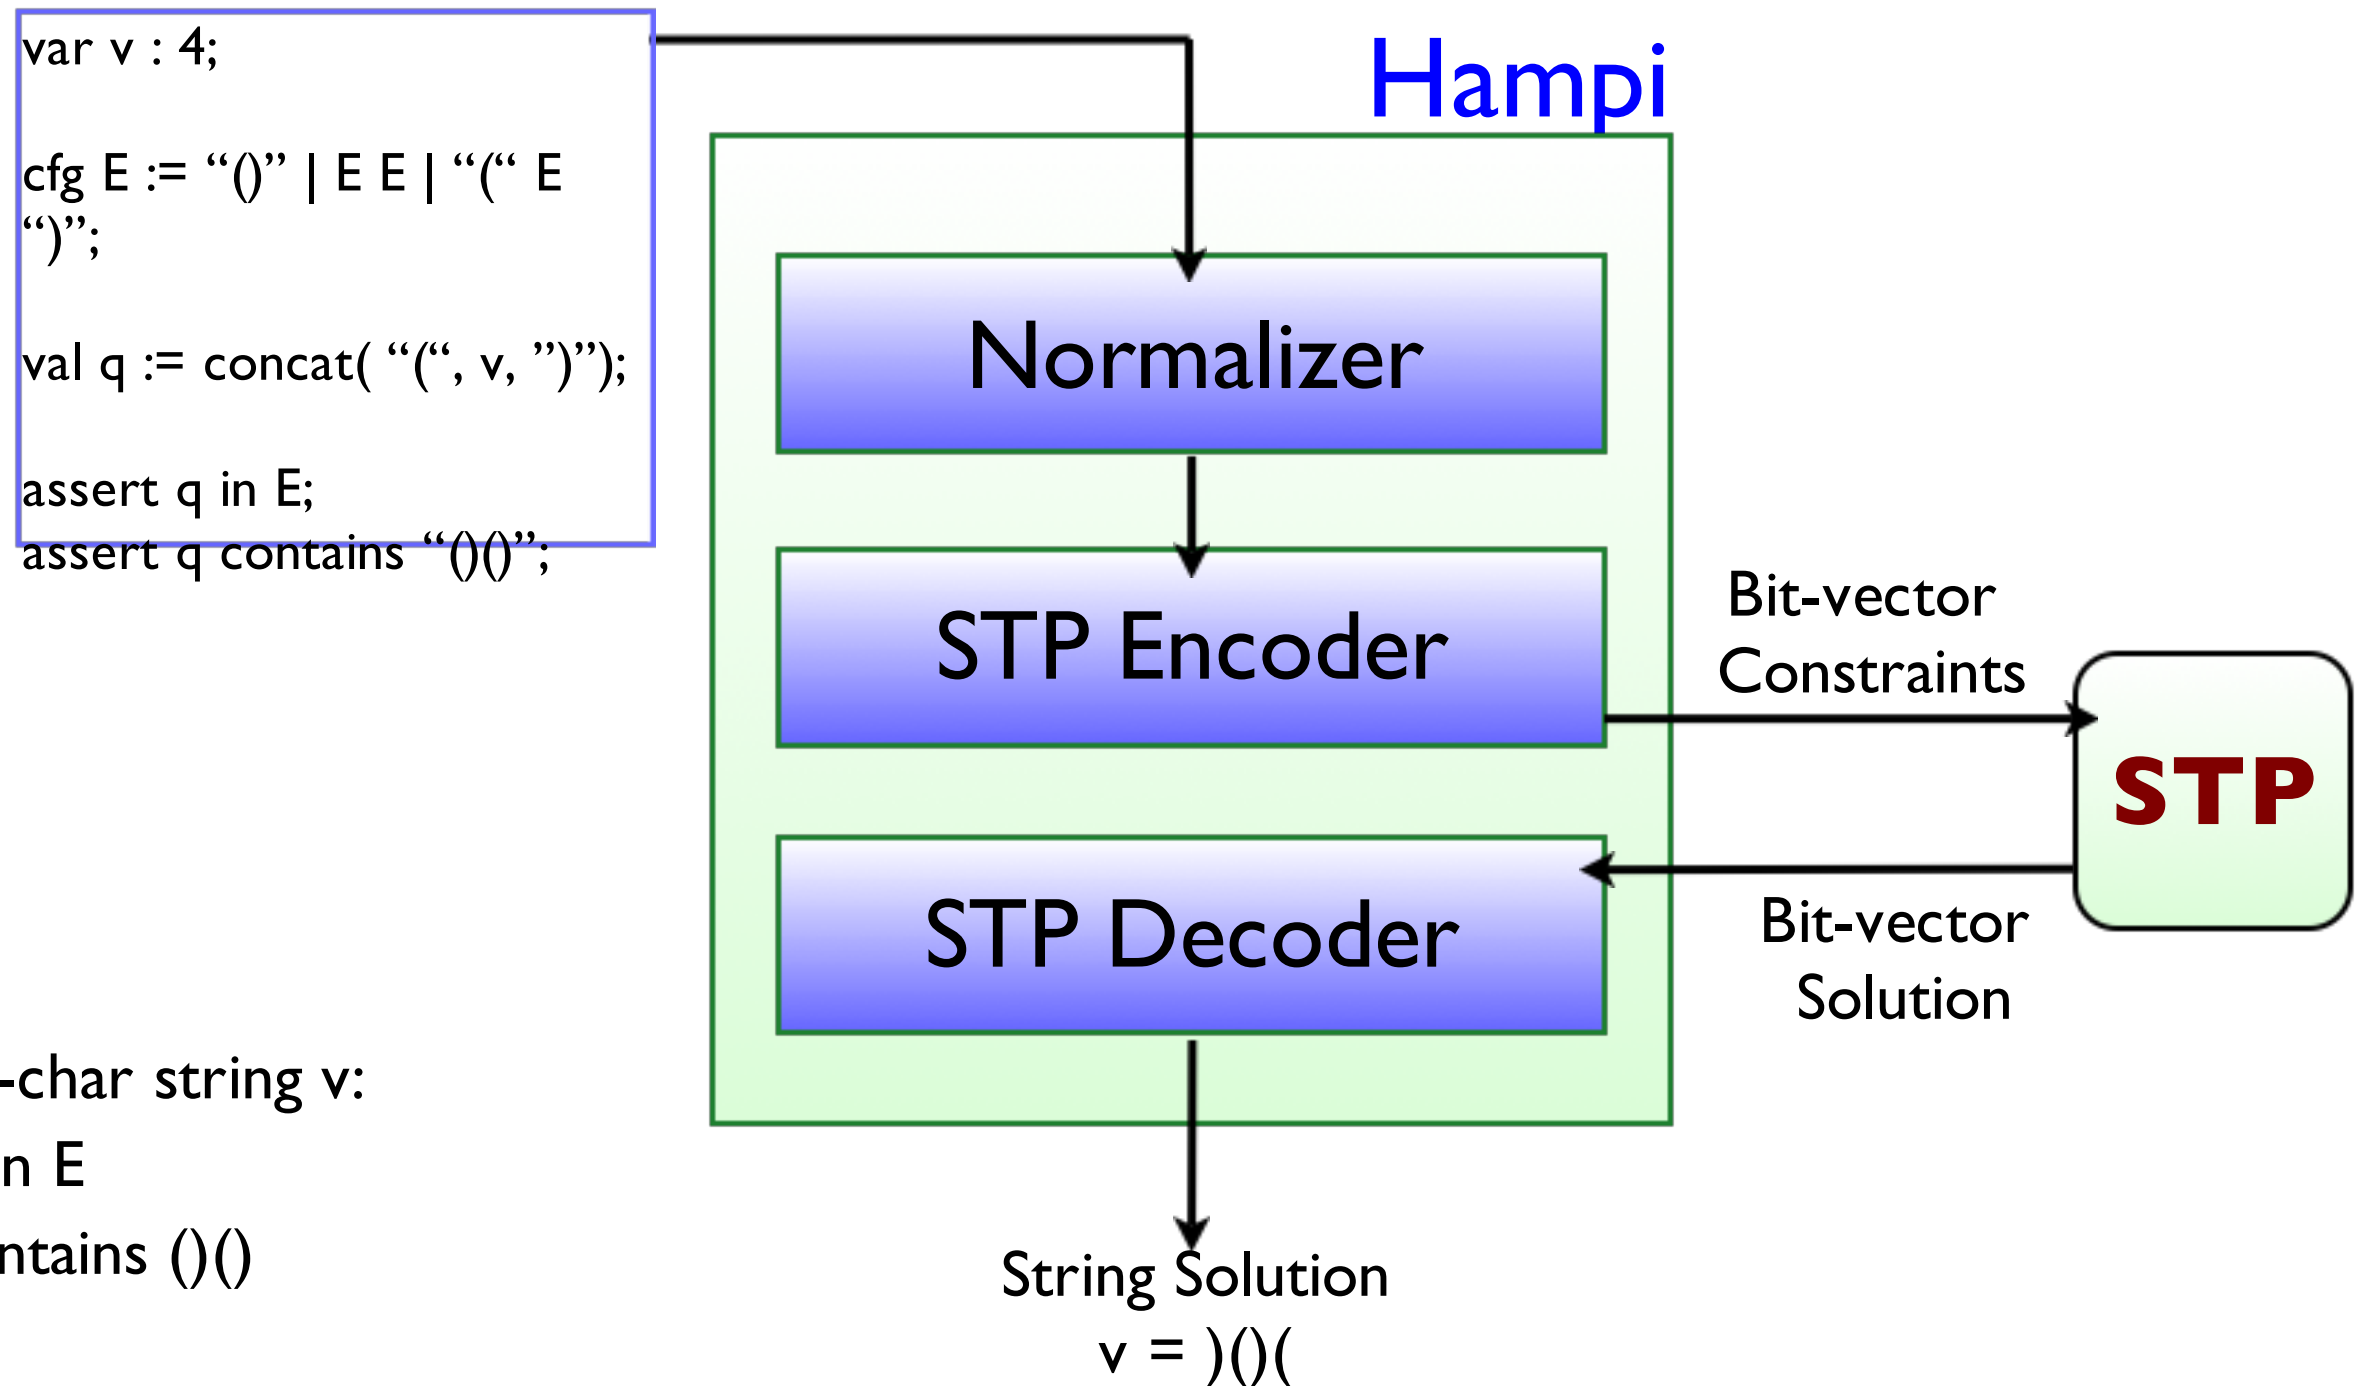 var v : 4;
cfg E := “()” | E E | “(“ E
“)”;
val q := concat( “(“, v, ”)”);
assert q in E;
assert q contains “()()”;
Hampi
Normalizer
STP Encoder
STP Decoder
Bit-vector
Constraints
STP
Bit-vector
Solution
-char string v:
n E
ntains ()()
String Solution
v = )()(